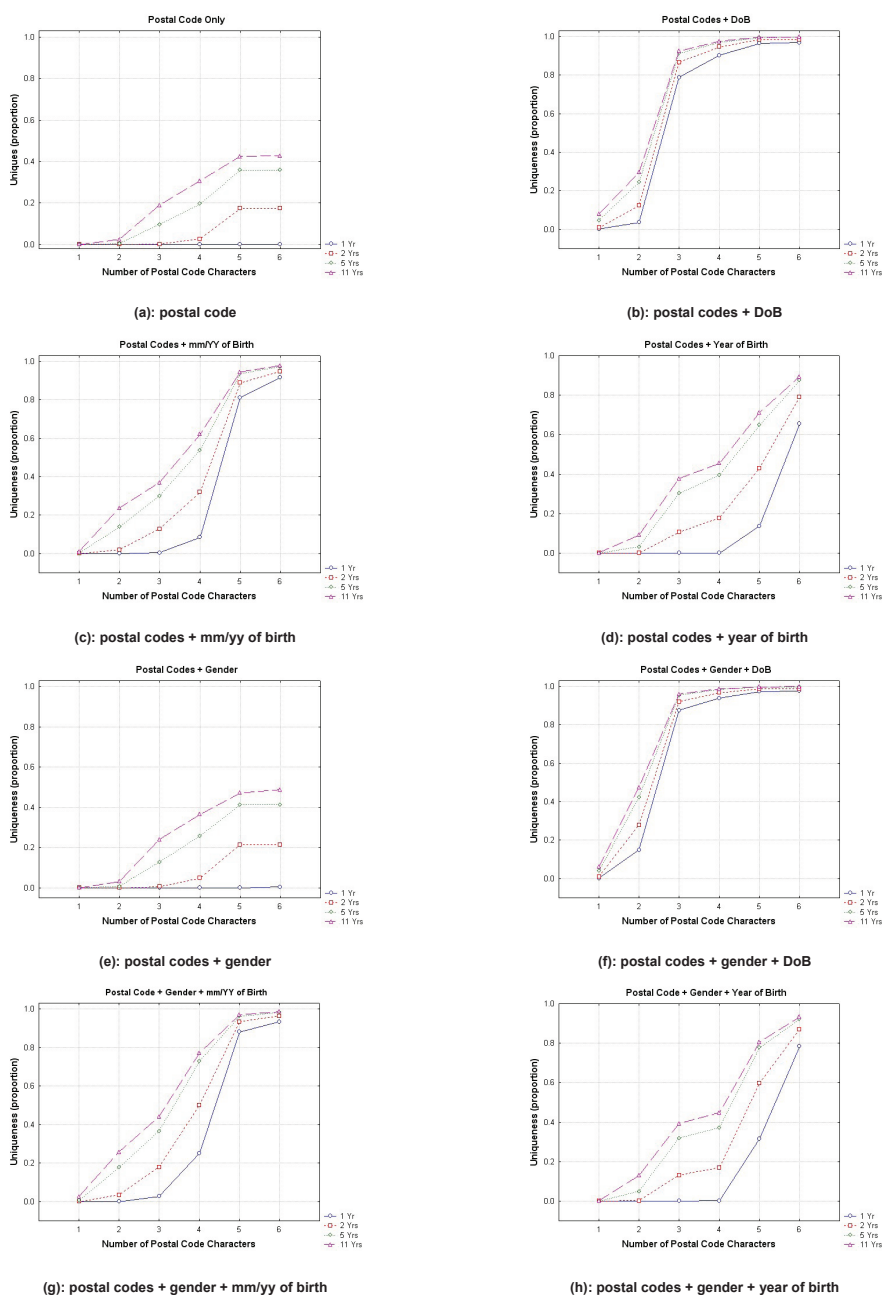 Postal Code Only
Uniques (proportion)
1.0
0.8
0.6
0.4
0.2
0.0
1 2 3 4 5 6
Number of Postal Code Characters
1 Yr
2 Yrs
5 Yrs
11 Yrs
(a): postal code
Postal Codes + DoB
Uniqueness (proportion)
1.0
0.8
0.6
0.4
0.2
0.0
1 2 3 4 5 6
Number of Postal Code Characters
1 Yr
2 Yrs
5 Yrs
11 Yrs
(b): postal codes + DoB
Postal Codes + mm/YY of Birth
Uniqueness (proportion)
1.0
0.8
0.6
0.4
0.2
0.0
1 2 3 4 5 6
Number of Postal Code Characters
1 Yr
2 Yrs
5 Yrs
11 Yrs
(c): postal codes + mm/yy of birth
Postal Codes + Year of Birth
Uniqueness (proportion)
1.0
0.8
0.6
0.4
0.2
0.0
1 2 3 4 5 6
Number of Postal Code Characters
1 Yr
2 Yrs
5 Yrs
11 Yrs
(d): postal codes + year of birth
Postal Codes + Gender
Uniqueness (proportion)
1.0
0.8
0.6
0.4
0.2
0.0
1 2 3 4 5 6
Number of Postal Code Characters
1 Yr
2 Yrs
5 Yrs
11 Yrs
(e): postal codes + gender
Postal Codes + Gender + DoB
Uniqueness (proportion)
1.0
0.8
0.6
0.4
0.2
0.0
1 2 3 4 5 6
Number of Postal Code Characters
1 Yr
2 Yrs
5 Yrs
11 Yrs
(f): postal codes + gender + DoB
Postal Code + Gender + mm/YY of Birth
Uniqueness (proportion)
1.0
0.8
0.6
0.4
0.2
0.0
1 2 3 4 5 6
Number of Postal Code Characters
1 Yr
2 Yrs
5 Yrs
11 Yrs
(g): postal codes + gender + mm/yy of birth
Postal Code + Gender + Year of Birth
Uniqueness (proportion)
1.0
0.8
0.6
0.4
0.2
0.0
1 2 3 4 5 6
Number of Postal Code Characters
1 Yr
2 Yrs
5 Yrs
11 Yrs
(h): postal codes + gender + year of birth